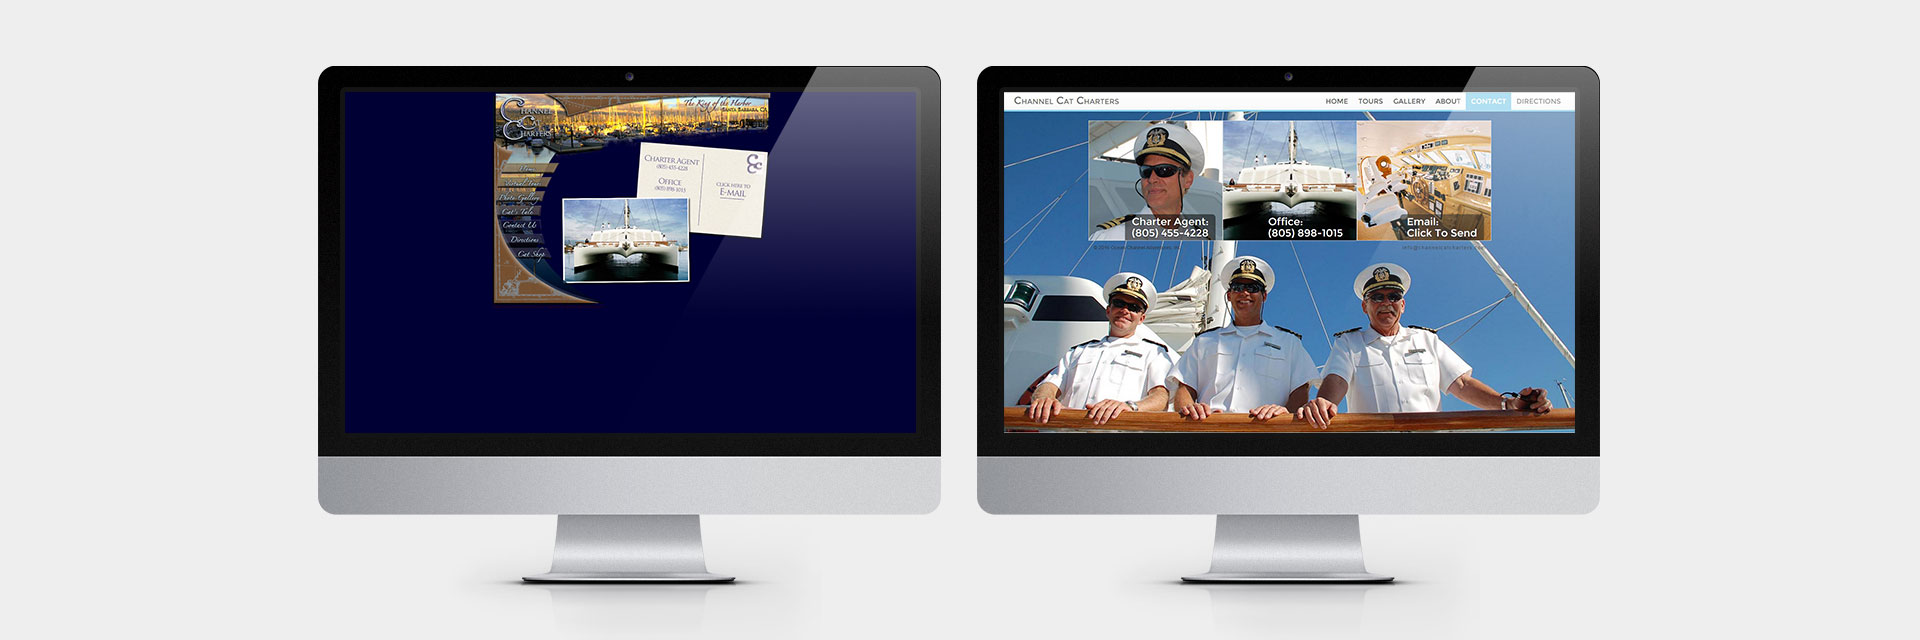 Channel
Cat
Charters
The King of the Harbor
Santa Barbara, CA
Home
Virtual Tour
Photo Gallery
Cat's Tale
Contact Us
Directions
Cat Shop
Charter Agent
(805) 455-4228
Office
(805) 898-1015
Click Here to
E-Mail
Channel Cat Charters
HOME TOURS GALLERY ABOUT CONTACT DIRECTIONS
Charter Agent:
(805) 455-4228
Office:
(805) 898-1015
Email:
Click To Send